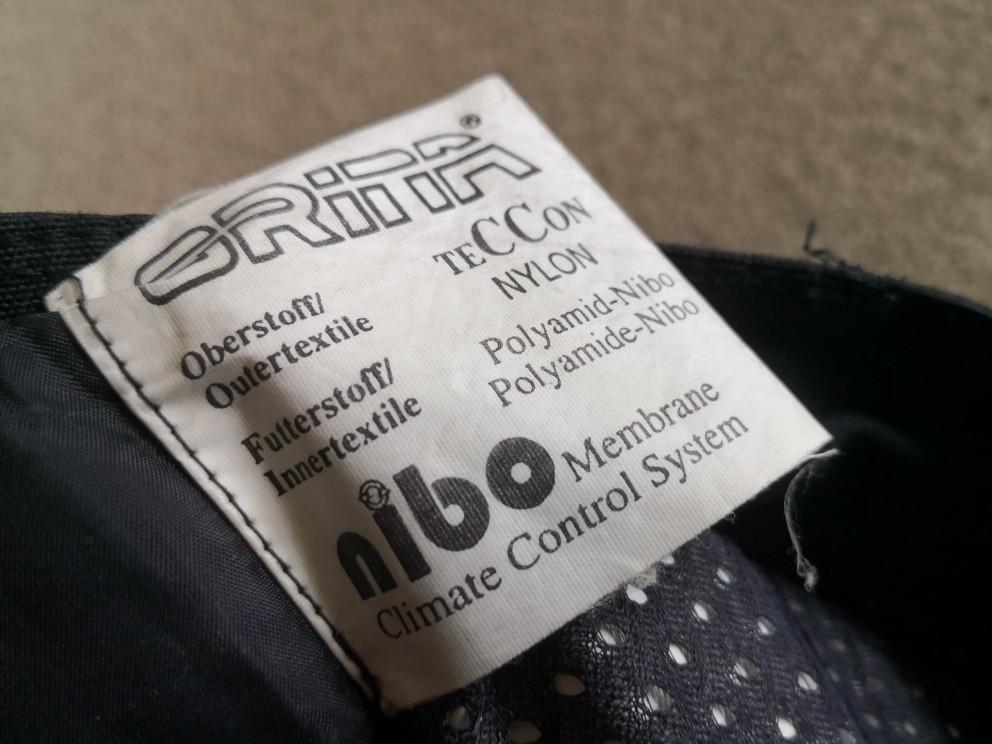 GRITTA®
TECCON
NYLON
Oberstoff/
Outertextile
Polyamid-Nibo
Polyamide-Nibo
Futterstoff/
Innertextile
nibo Membrane
Climate Control System